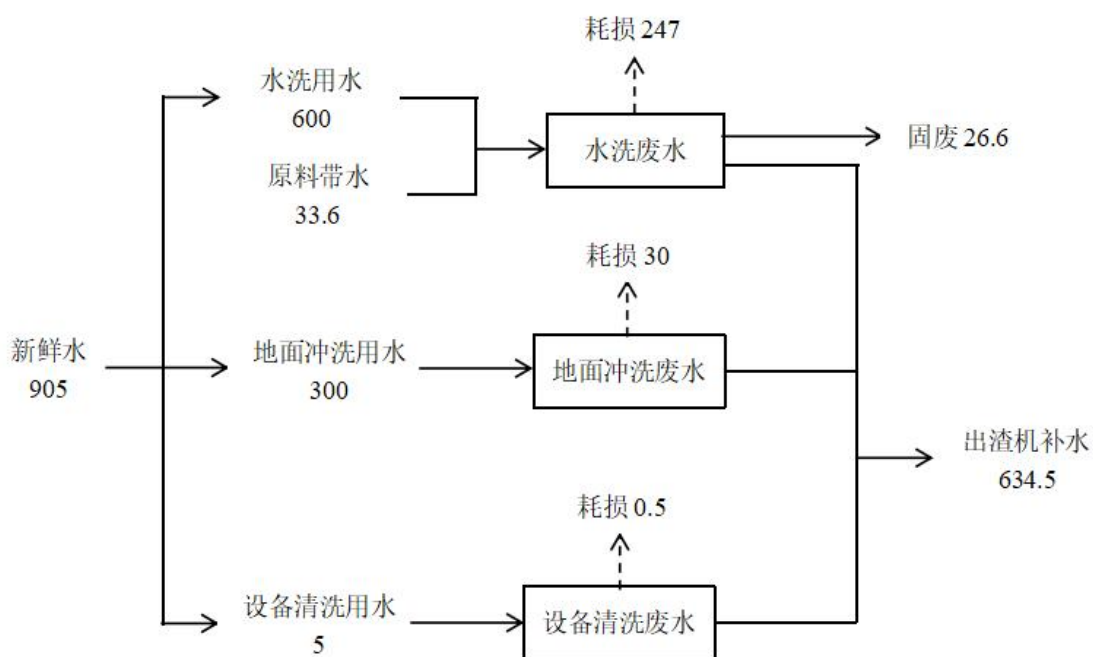 耗损 247
水洗用水
600
水洗废水
固废 26.6
原料带水
33.6
耗损 30
新鲜水
905
地面冲洗用水
300
地面冲洗废水
出渣机补水
634.5
耗损 0.5
设备清洗用水
5
设备清洗废水